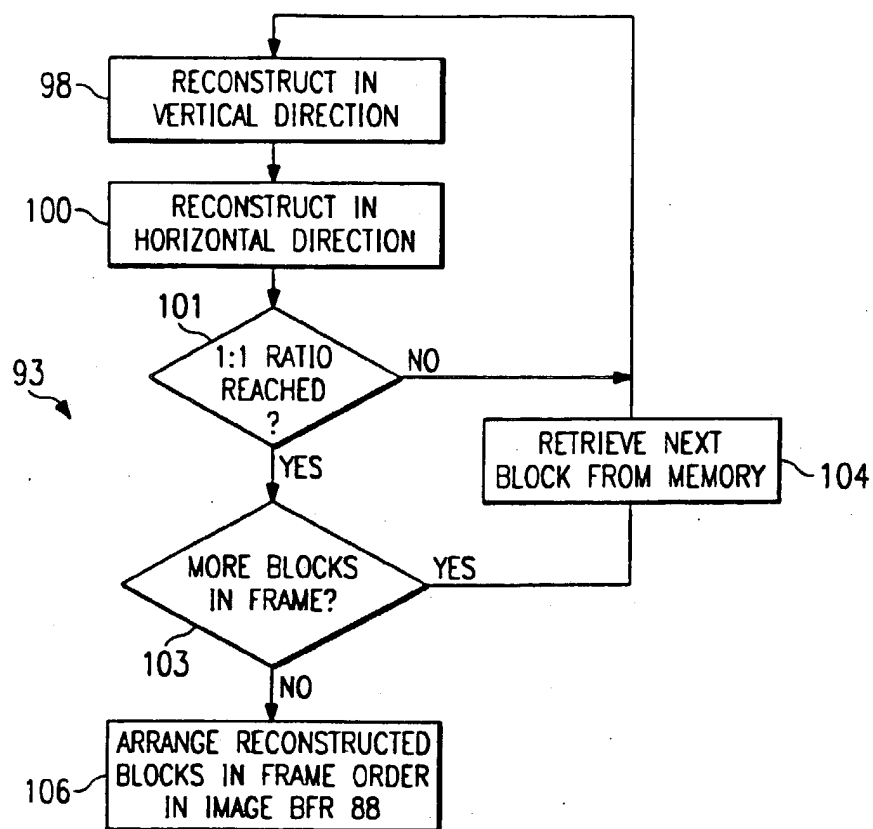 98
RECONSTRUCT IN
VERTICAL DIRECTION
100
RECONSTRUCT IN
HORIZONTAL DIRECTION
101
1:1 RATIO
REACHED
?
NO
93
YES
RETRIEVE NEXT
BLOCK FROM MEMORY
104
MORE BLOCKS
IN FRAME?
YES
103
NO
106
ARRANGE RECONSTRUCTED
BLOCKS IN FRAME ORDER
IN IMAGE BFR 88